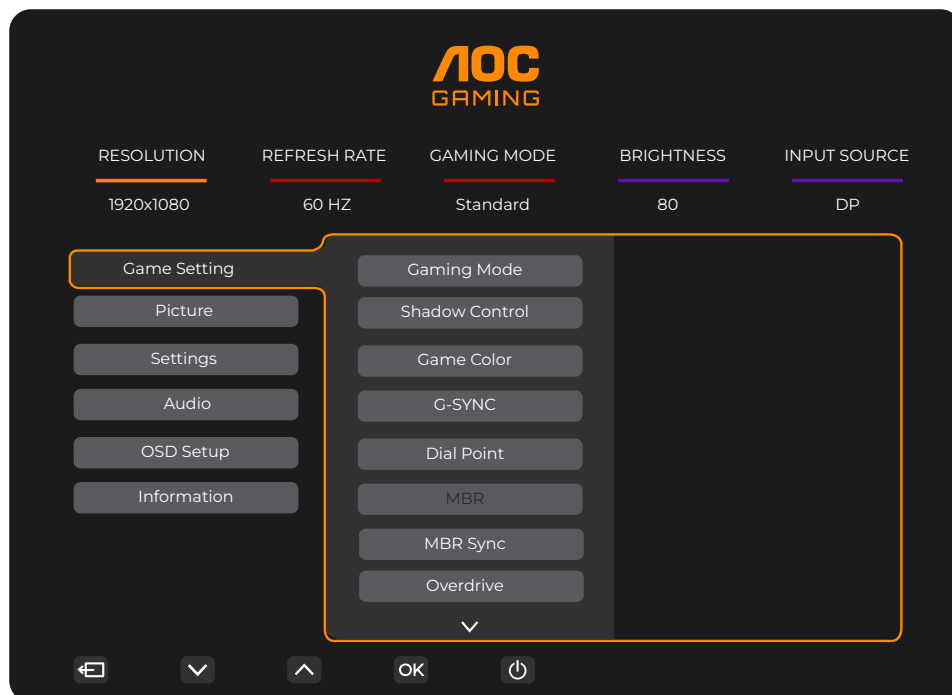 AOC
GAMING
RESOLUTION REFRESH RATE GAMING MODE BRIGHTNESS INPUT SOURCE
1920x1080 60 HZ Standard 80 DP
Game Setting
Picture
Settings
Audio
OSD Setup
Information
Gaming Mode
Shadow Control
Game Color
G-SYNC
Dial Point
MBR
MBR Sync
Overdrive
OK